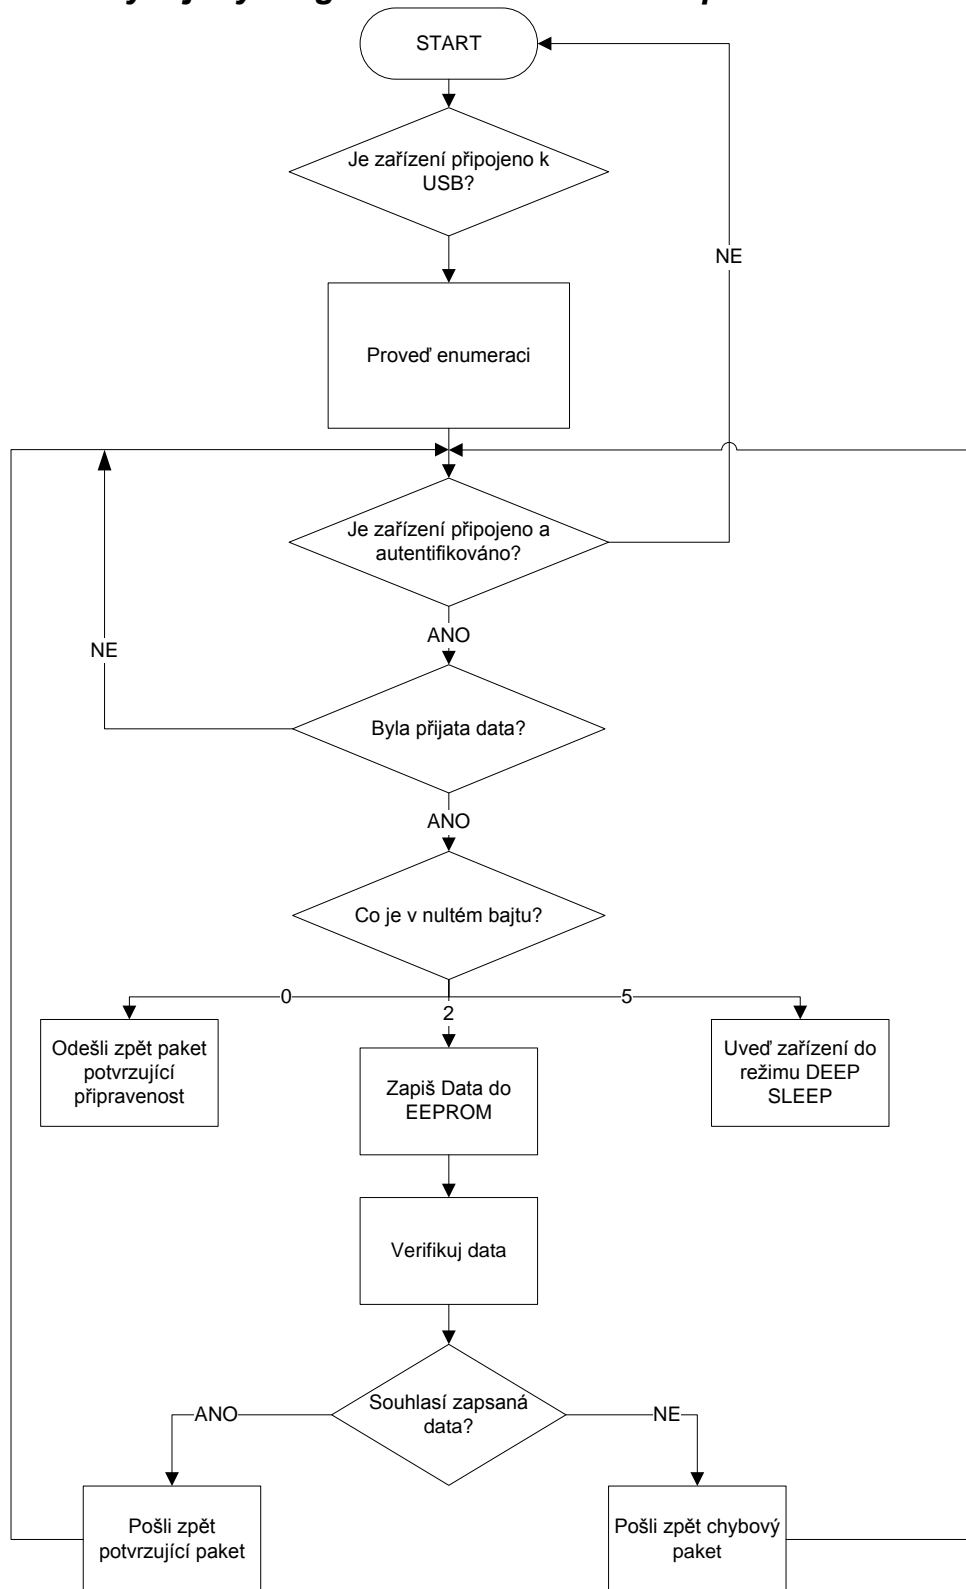 START
Je zařízení připojeno k
USB?
NE
Proveď enumeraci
Je zařízení připojeno a
autentifikováno?
ANO
NE
Byla přijata data?
ANO
Co je v nultém bajtu?
0
2
5
Odešli zpět paket
potvrzující
připravenost
Zapiš Data do
EEPROM
Uveď zařízení do
režimu DEEP
SLEEP
Verifikuj data
Souhlasí zapsaná
data?
ANO
NE
Pošli zpět
potvrzující paket
Pošli zpět chybový
paket